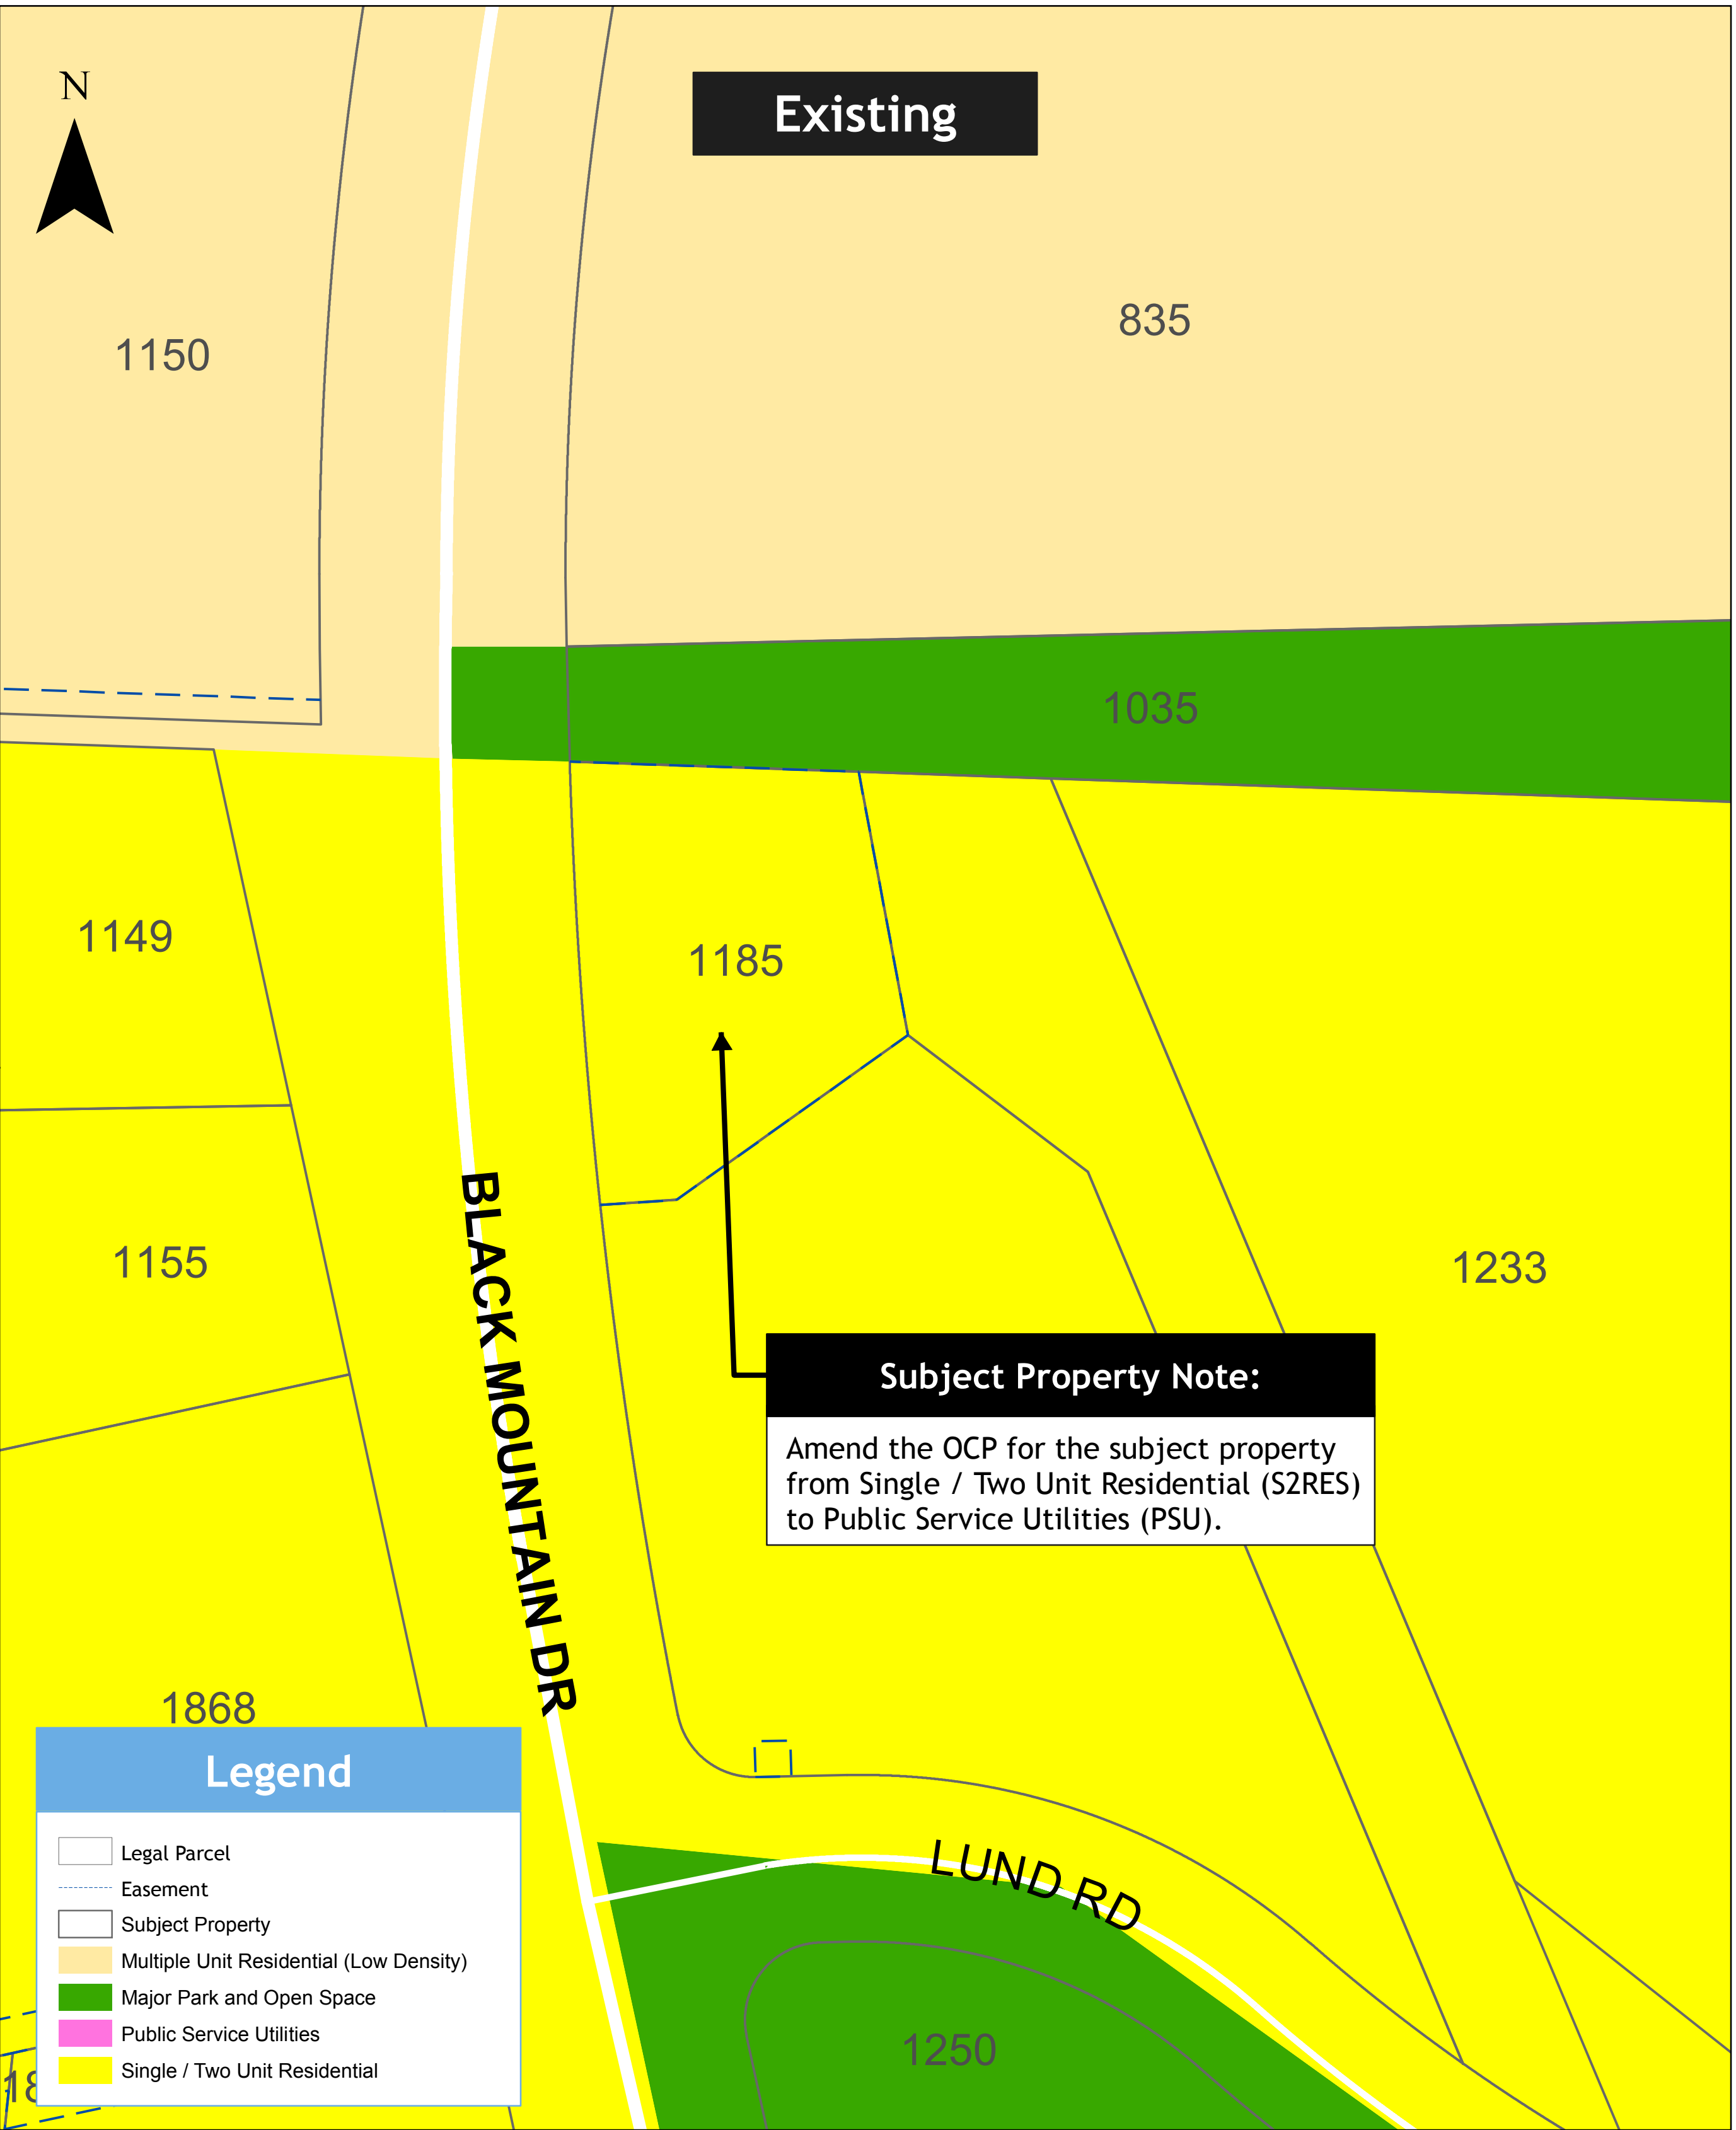 N
Existing
1150
835
1035
1149
1185
1155
1233
BLACK MOUNTAIN DR
Subject Property Note:
Amend the OCP for the subject property
from Single / Two Unit Residential (S2RES)
to Public Service Utilities (PSU).
1868
Legend
Legal Parcel
Easement
Subject Property
Multiple Unit Residential (Low Density)
Major Park and Open Space
Public Service Utilities
Single / Two Unit Residential
LUND RD
1250